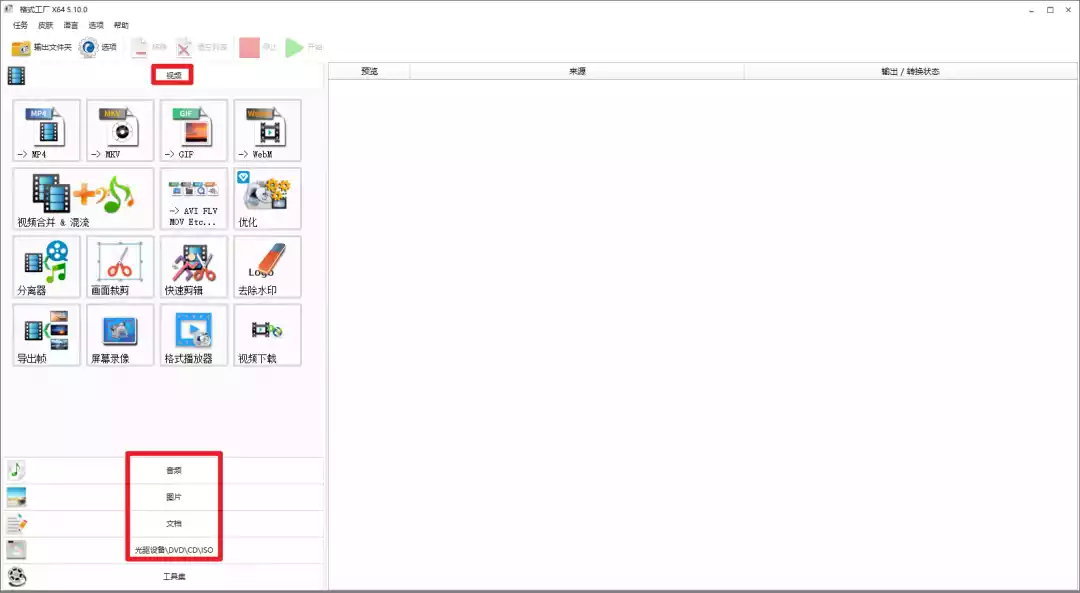 格式工厂 X64 5.10.0
任务 皮肤 语言 选项 帮助
输出文件夹 选项 移除 清空列表 停止 开始
视频
预览 来源 输出 / 转换状态
MP4 MKV GIF WebM
-> MP4 -> MKV -> GIF -> WebM
视频合并 & 混流
-> AVI FLV
MOV Etc...
优化
Logo
分离器 画面裁剪 快速剪辑 去除水印
导出帧 屏幕录像 格式播放器 视频下载
音频
图片
文档
光驱设备\DVD\CD\ISO
工具集